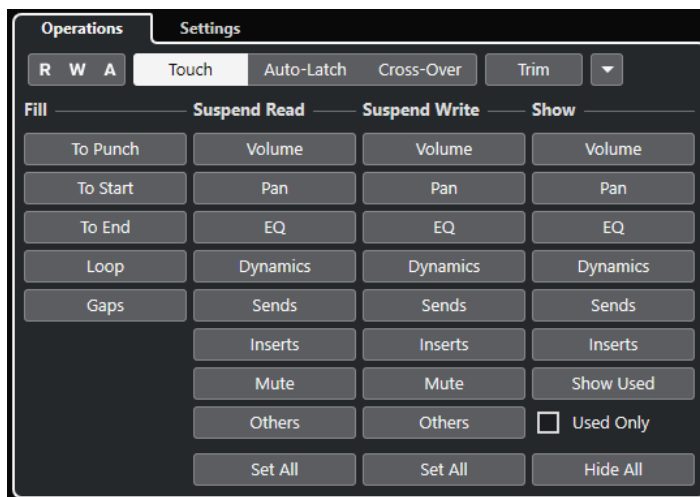 Operations Settings
R W A Touch Auto-Latch Cross-Over Trim
Fill Suspend Read Suspend Write Show
To Punch Volume Volume Volume
To Start Pan Pan Pan
To End EQ EQ EQ
Loop Dynamics Dynamics Dynamics
Gaps Sends Sends Sends
Inserts Inserts Inserts
Mute Mute Show Used
Others Others Used Only
Set All Set All Hide All